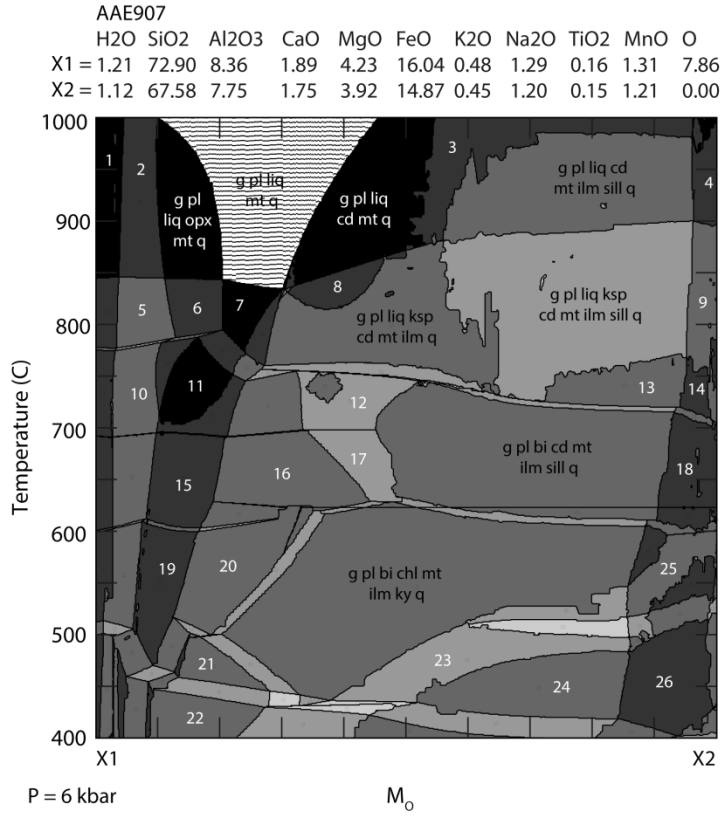 AAE907
H2O SiO2 Al2O3 CaO MgO FeO K2O Na2O TiO2 MnO O
X1 = 1.21 72.90 8.36 1.89 4.23 16.04 0.48 1.29 0.16 1.31 7.86
X2 = 1.12 67.58 7.75 1.75 3.92 14.87 0.45 1.20 0.15 1.21 0.00
1000
900
800
700
600
500
400
Temperature (C)
1
2
g pl
liq opx
mt q
g pl liq
mt q
g pl liq
cd mt q
3
g pl liq cd
mt ilm sill q
4
5
6
7
8
g pl liq ksp
cd mt ilm q
g pl liq ksp
cd mt ilm sill q
9
10
11
12
13
14
15
16
17
g pl bi cd mt
ilm sill q
18
19
20
g pl bi chl mt
ilm ky q
25
21
23
22
24
26
X1
X2
P = 6 kbar
MO